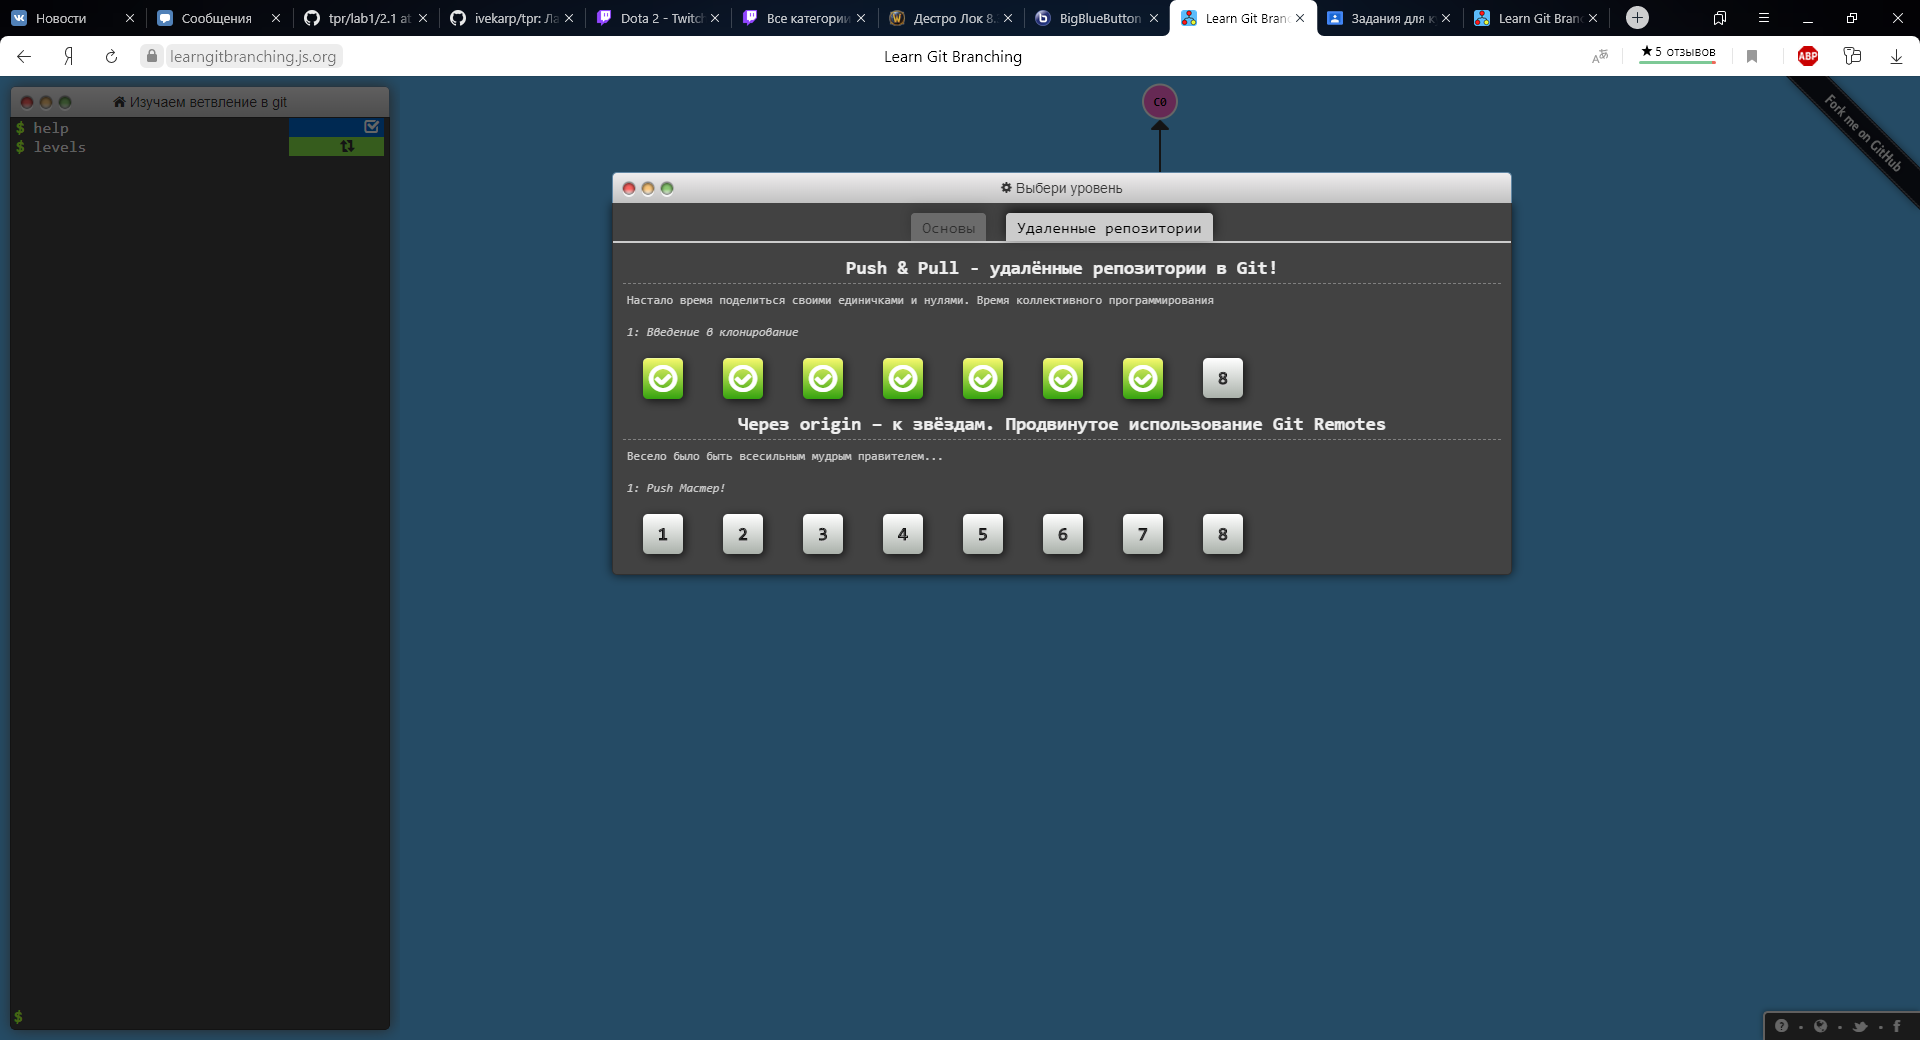 Новости
Сообщения
tpr/lab1/2.1 at
ivekarp/tpr: Ла
Dota 2 - Twitch
Все категории
Дестро Лок 8.
BigBlueButton
Learn Git Bran
Задания для к
Learn Git Bran
learngitbranching.js.org
Learn Git Branching
★5 отзывов
ABP
Изучаем ветвление в git
$ help
$ levels
C0
Fork me on GitHub
Выбери уровень
Основы
Удаленные репозитории
Push & Pull - удалённые репозитории в Git!
Настало время поделиться своими единичками и нулями. Время коллективного программирования
1: Введение в клонирование
8
Через origin – к звёздам. Продвинутое использование Git Remotes
Весело было быть всесильным мудрым правителем...
1: Push Мастер!
1 2 3 4 5 6 7 8
$